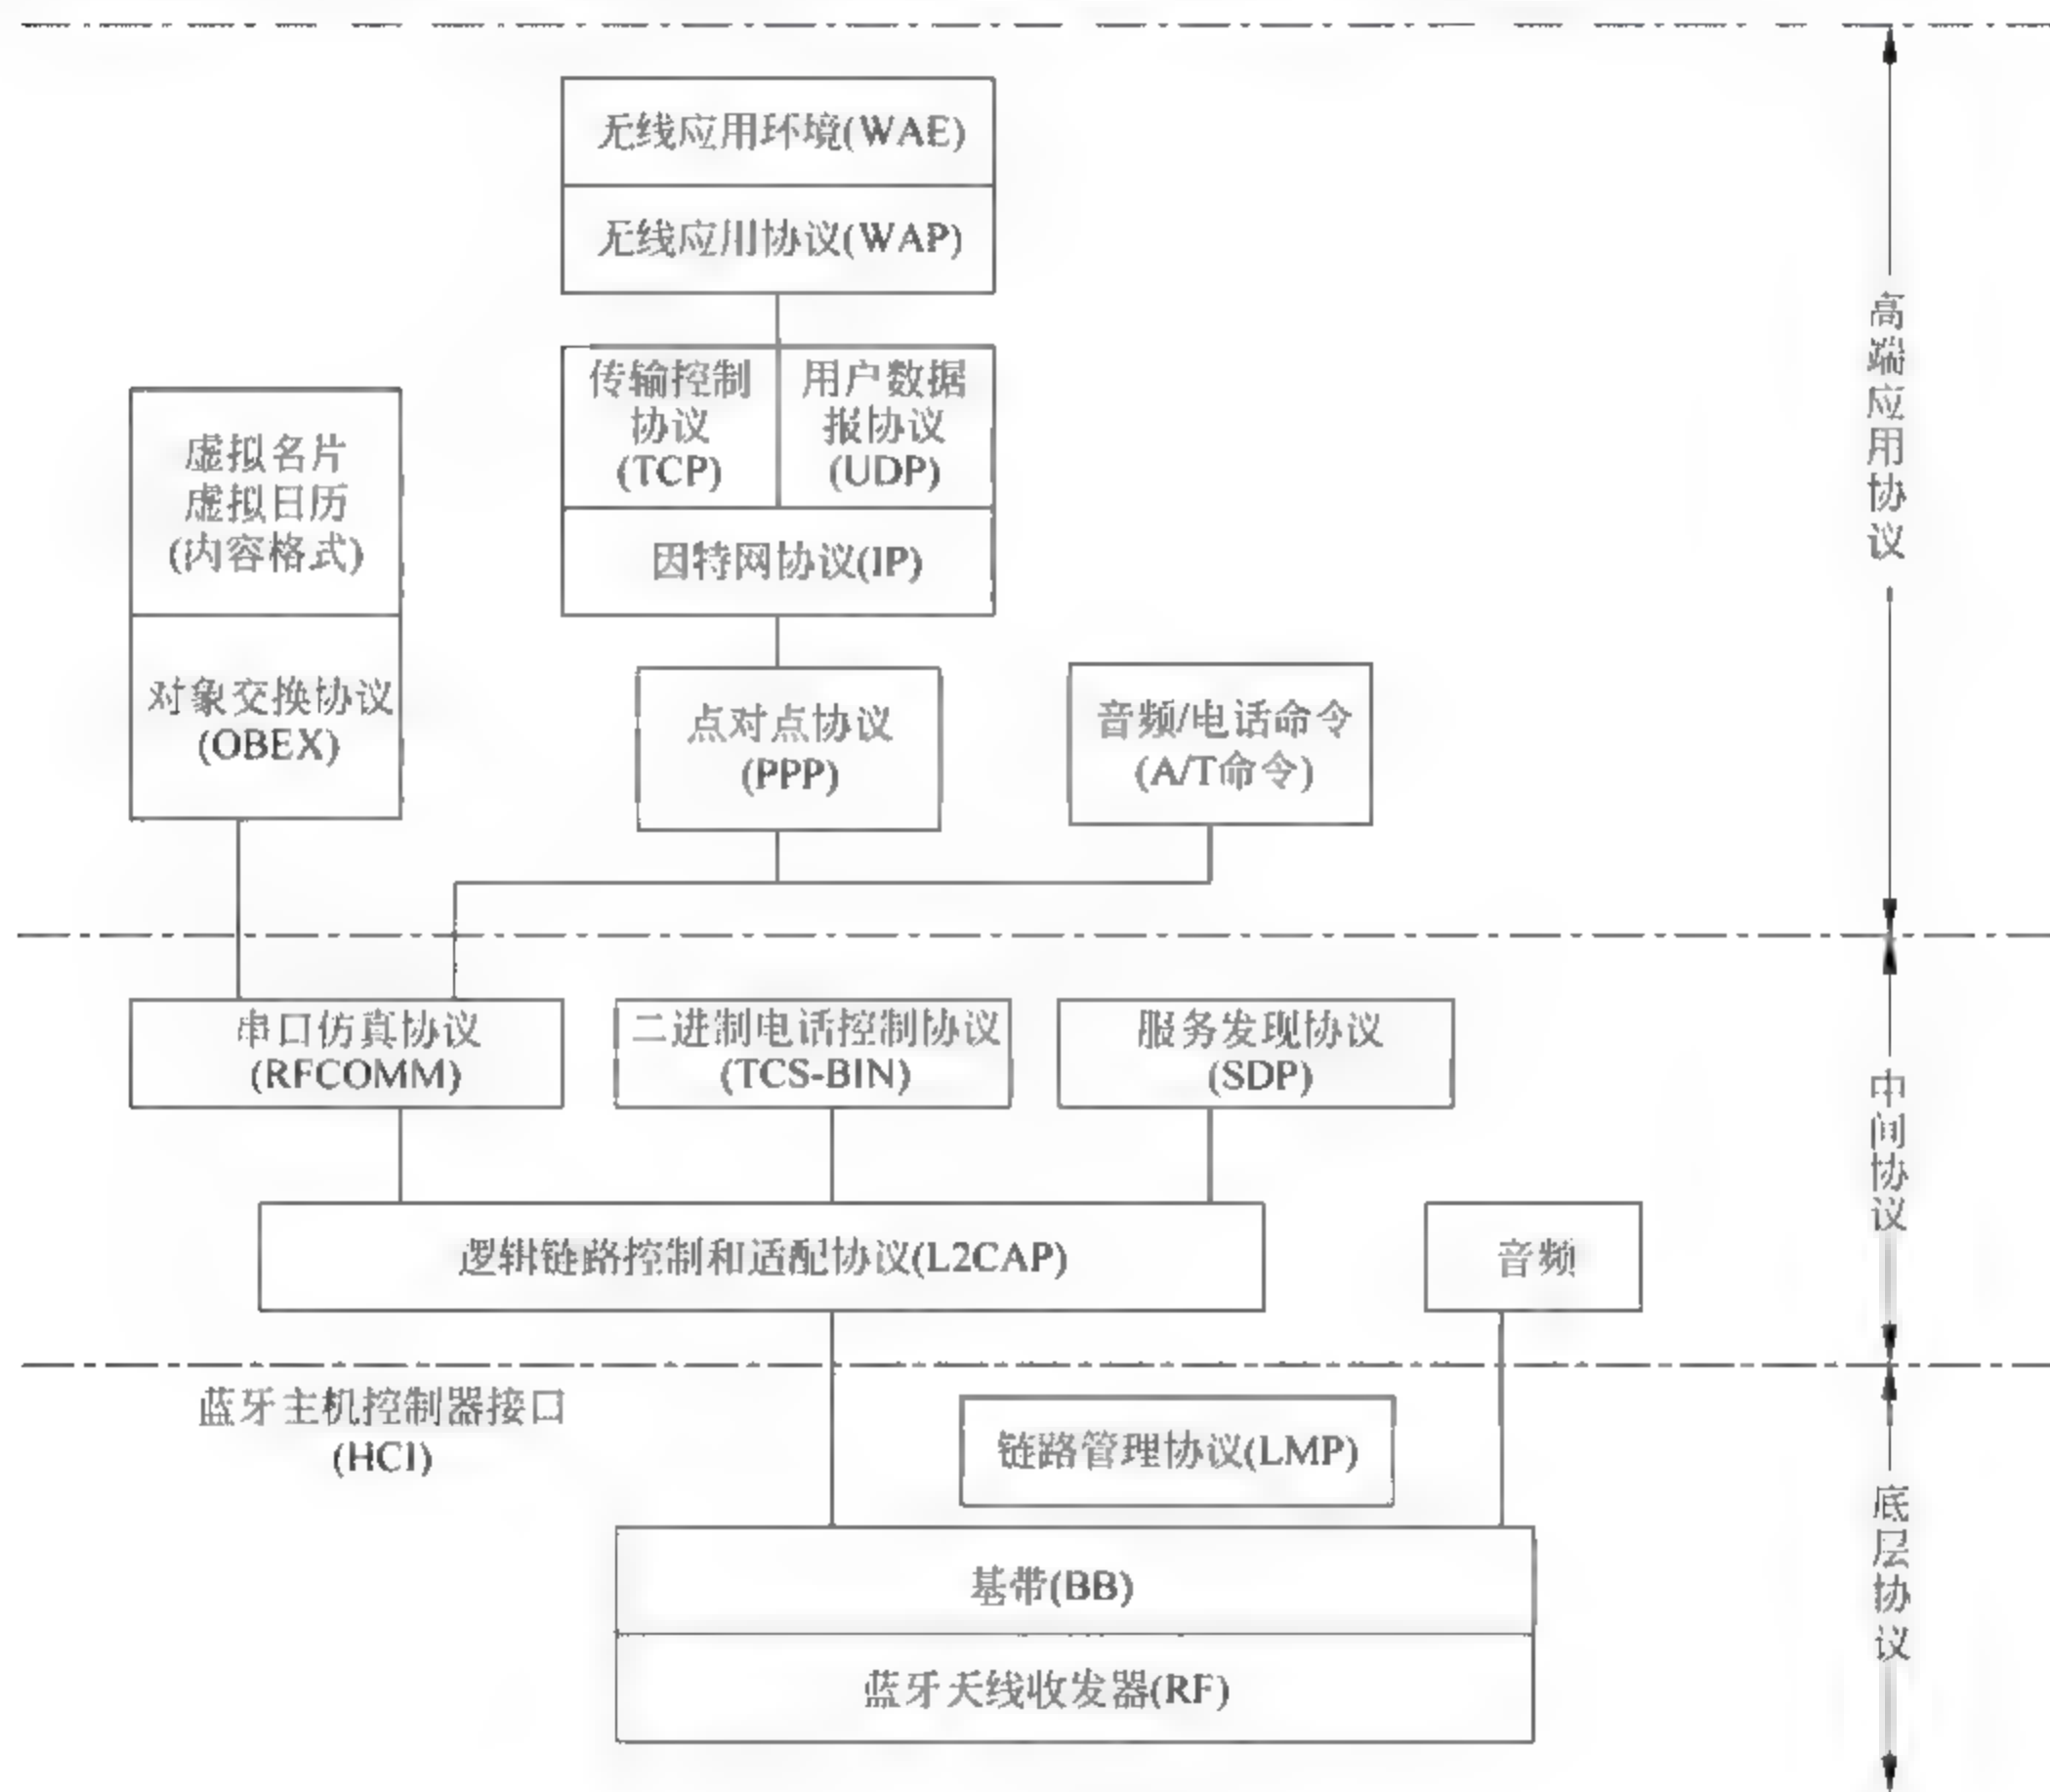 无线应用环境(WAE)
无线应用协议(WAP)
传输控制
协议
(TCP)
用户数据
报协议
(UDP)
因特网协议(IP)
虚拟名片
虚拟日历
(内容格式)
对象交换协议
(OBEX)
点对点协议
(PPP)
音频/电话命令
(A/T命令)
高端应用协议
串口仿真协议
(RFCOMM)
二进制电话控制协议
(TCS-BIN)
服务发现协议
(SDP)
逻辑链路控制和适配协议(L2CAP)
音频
中间协议
蓝牙主机控制器接口
(HCI)
链路管理协议(LMP)
基带(BB)
蓝牙天线收发器(RF)
底层协议